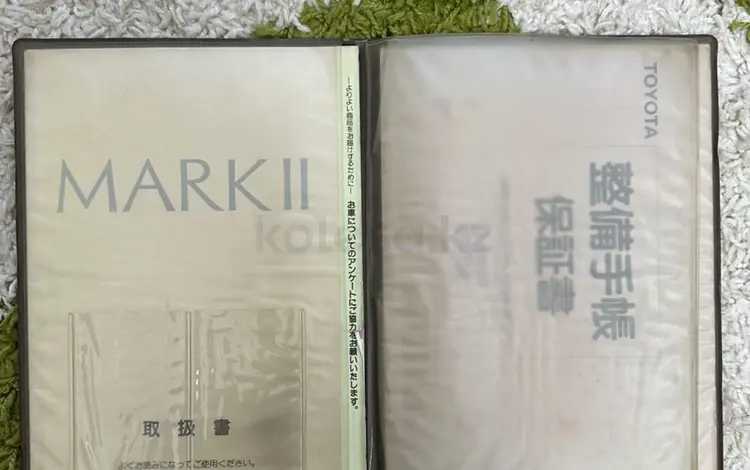 MARK II
取扱書
よくお読みになってご使用ください。
―よりよい商品をお届けするために― お車についてのアンケートにご協力をお願いいたします。
TOYOTA
整備手帳
保証書
kolesa.kz